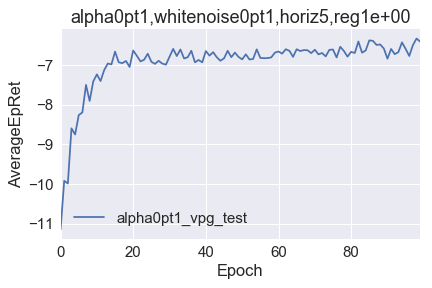 alpha0pt1,whitenoise0pt1,horiz5,reg1e+00
AverageEpRet
−7
−8
−9
−10
−11
alpha0pt1_vpg_test
0 20 40 60 80
Epoch